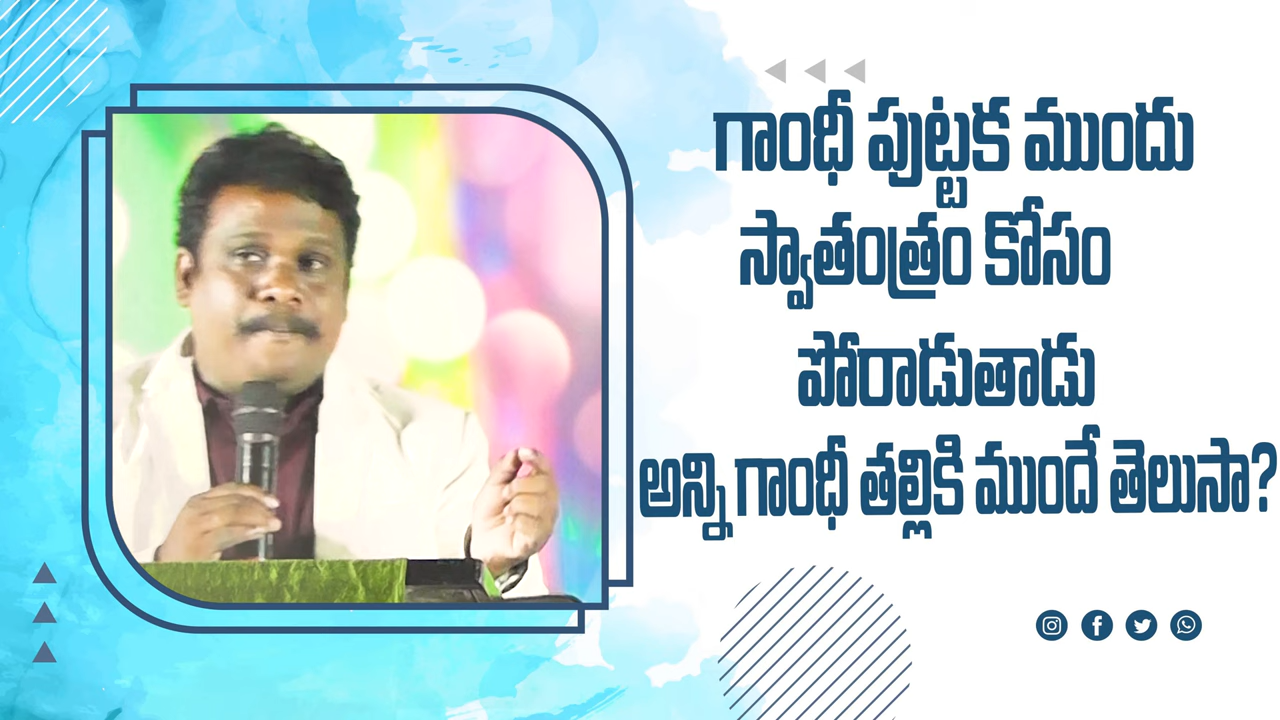 గాంధీ పుట్టక ముందు
స్వాతంత్రం కోసం
పోరాడుతాడు
అన్ని గాంధీ తల్లికి ముందే తెలుసా?